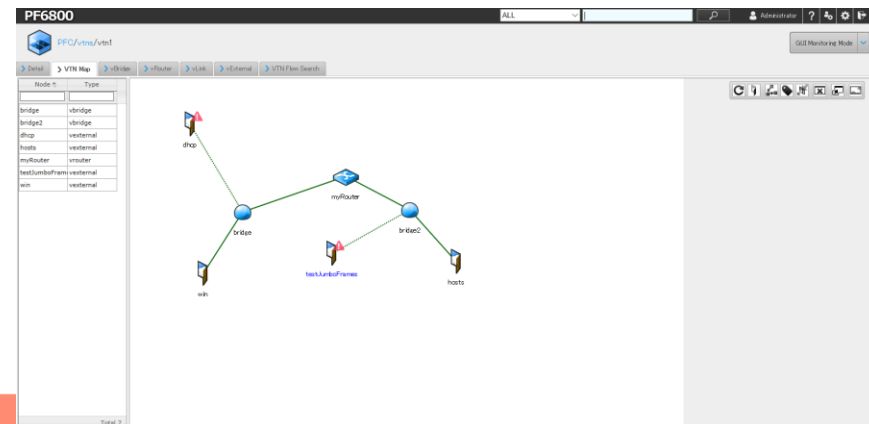 PF6800
ALL
Administrator
?
PFC/vtns/vtn1
GUI Monitoring Mode
Detail
VTN Map
vBridge
vRouter
vLink
vExternal
VTN Flow Search
Node
Type
bridge vbridge
bridge2 vbridge
dhcp vexternal
hosts vexternal
myRouter vrouter
testJumboFram vexternal
win vexternal
dhcp
myRouter
bridge
bridge2
testJumboFrames
hosts
win
Total 7